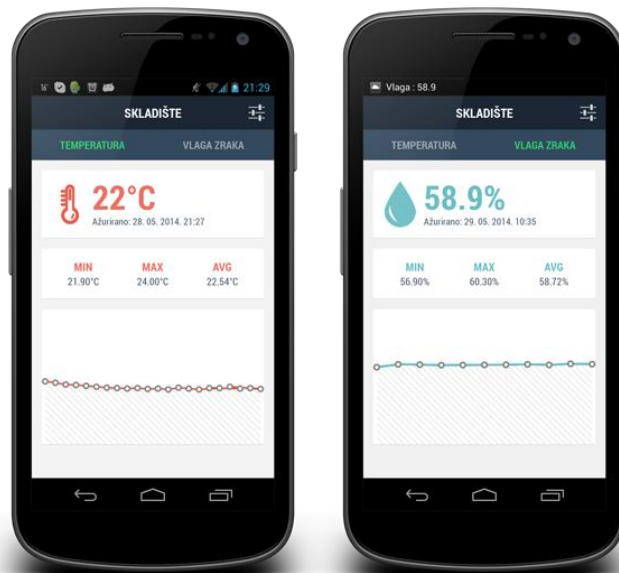 21:29
SKLADIŠTE
TEMPERATURA VLAGA ZRAKA
22°C
Ažurirano: 28. 05. 2014. 21:27
MIN MAX AVG
21.90°C 24.00°C 22.54°C
Vlaga : 58.9
SKLADIŠTE
TEMPERATURA VLAGA ZRAKA
58.9%
Ažurirano: 29. 05. 2014. 10:35
MIN MAX AVG
56.90% 60.30% 58.72%